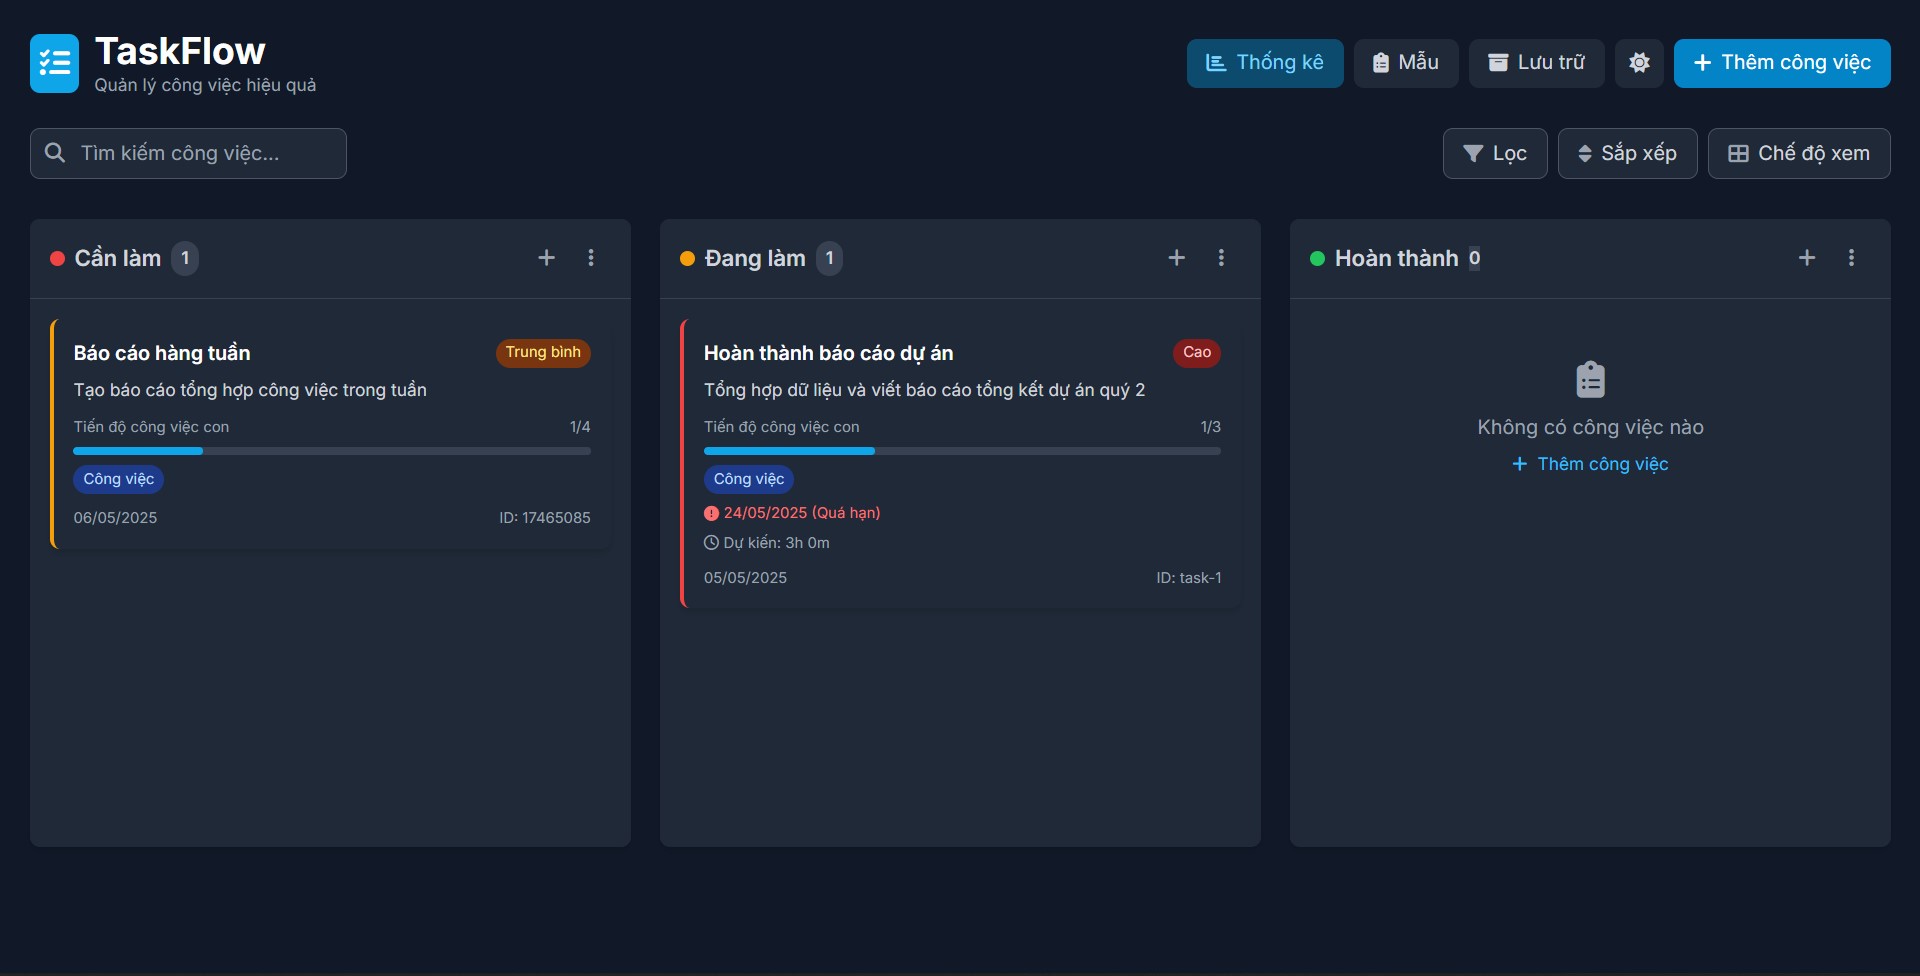 TaskFlow
Quản lý công việc hiệu quả
Thống kê
Mẫu
Lưu trữ
Thêm công việc
Tìm kiếm công việc...
Lọc
Sắp xếp
Chế độ xem
Cần làm 1
Báo cáo hàng tuần
Trung bình
Tạo báo cáo tổng hợp công việc trong tuần
Tiến độ công việc con 1/4
Công việc
06/05/2025 ID: 17465085
Đang làm 1
Hoàn thành báo cáo dự án
Cao
Tổng hợp dữ liệu và viết báo cáo tổng kết dự án quý 2
Tiến độ công việc con 1/3
Công việc
24/05/2025 (Quá hạn)
Dự kiến: 3h 0m
05/05/2025 ID: task-1
Hoàn thành 0
Không có công việc nào
Thêm công việc